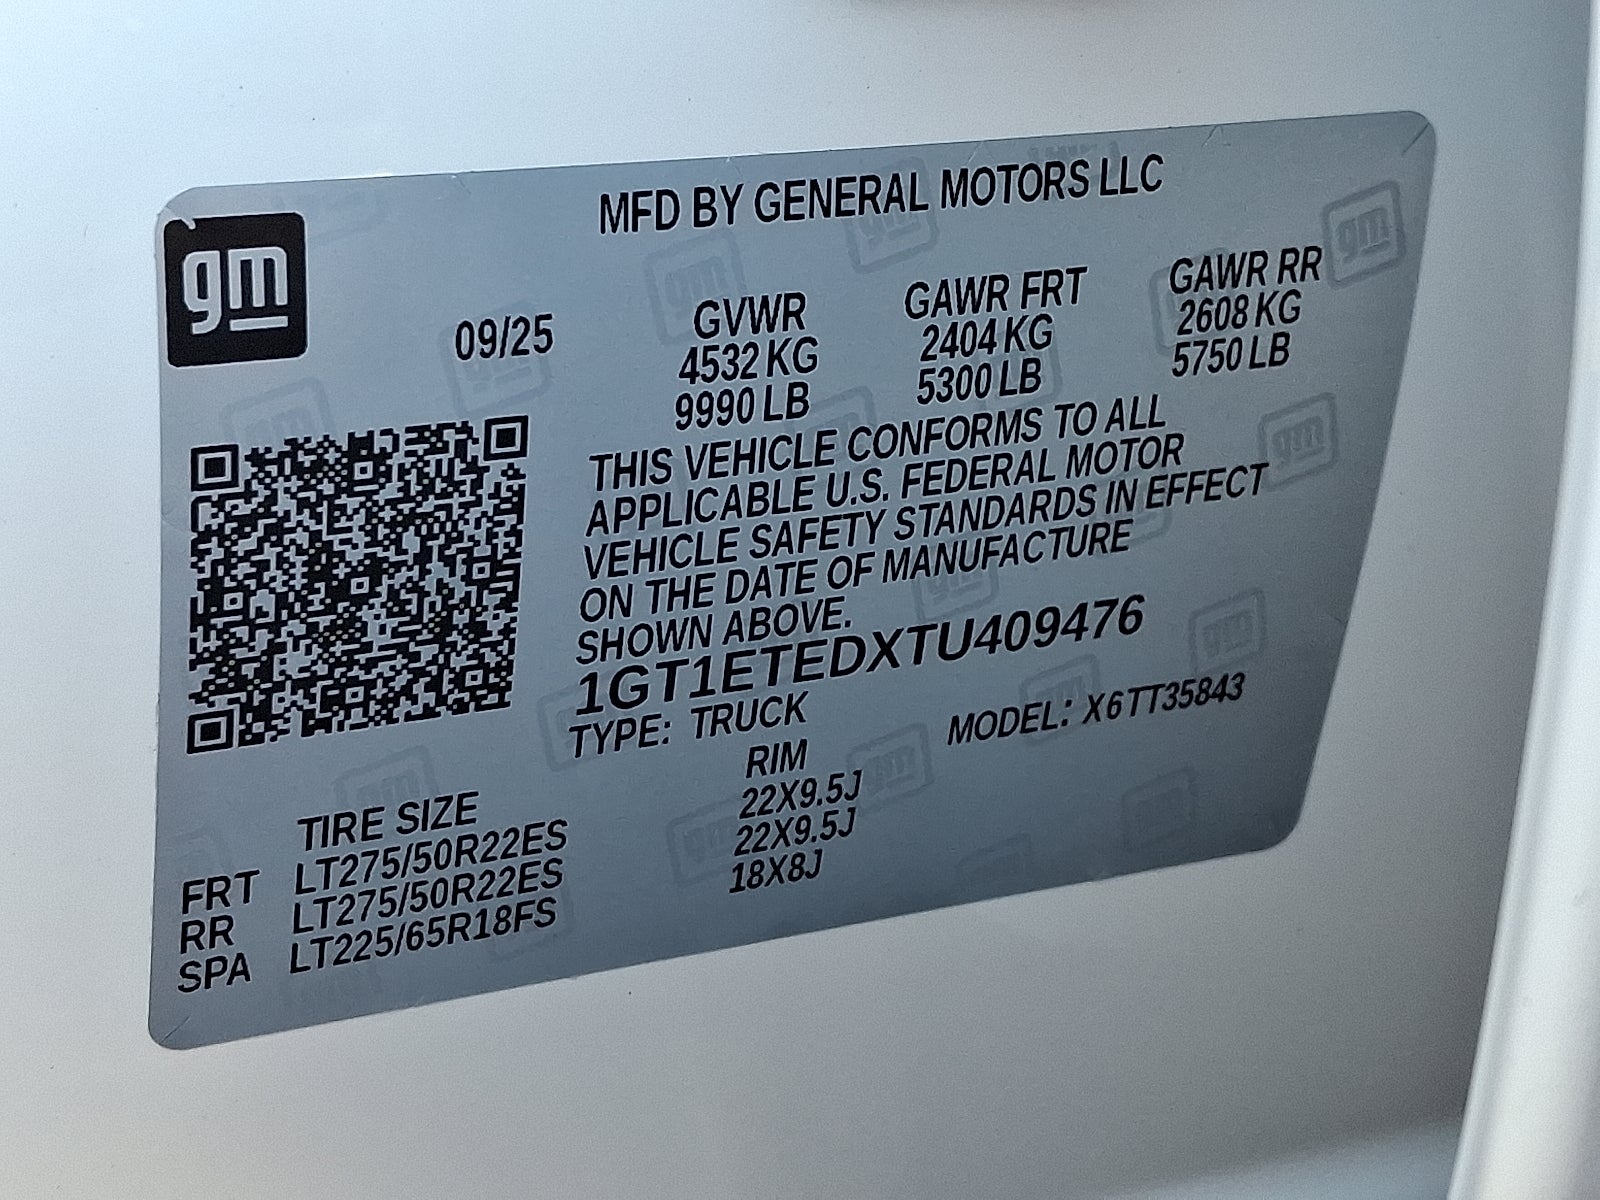 MFD BY GENERAL MOTORS LLC
gm
09/25
GVWR GAWR FRT GAWR RR
4532 KG 2404 KG 2608 KG
9990 LB 5300 LB 5750 LB
THIS VEHICLE CONFORMS TO ALL
APPLICABLE U.S. FEDERAL MOTOR
VEHICLE SAFETY STANDARDS IN EFFECT
ON THE DATE OF MANUFACTURE
SHOWN ABOVE.
1GT1ETEDXTU409476
TYPE: TRUCK MODEL: X6TT35843
TIRE SIZE RIM
FRT LT275/50R22ES 22X9.5J
RR LT275/50R22ES 22X9.5J
SPA LT225/65R18FS 18X8J